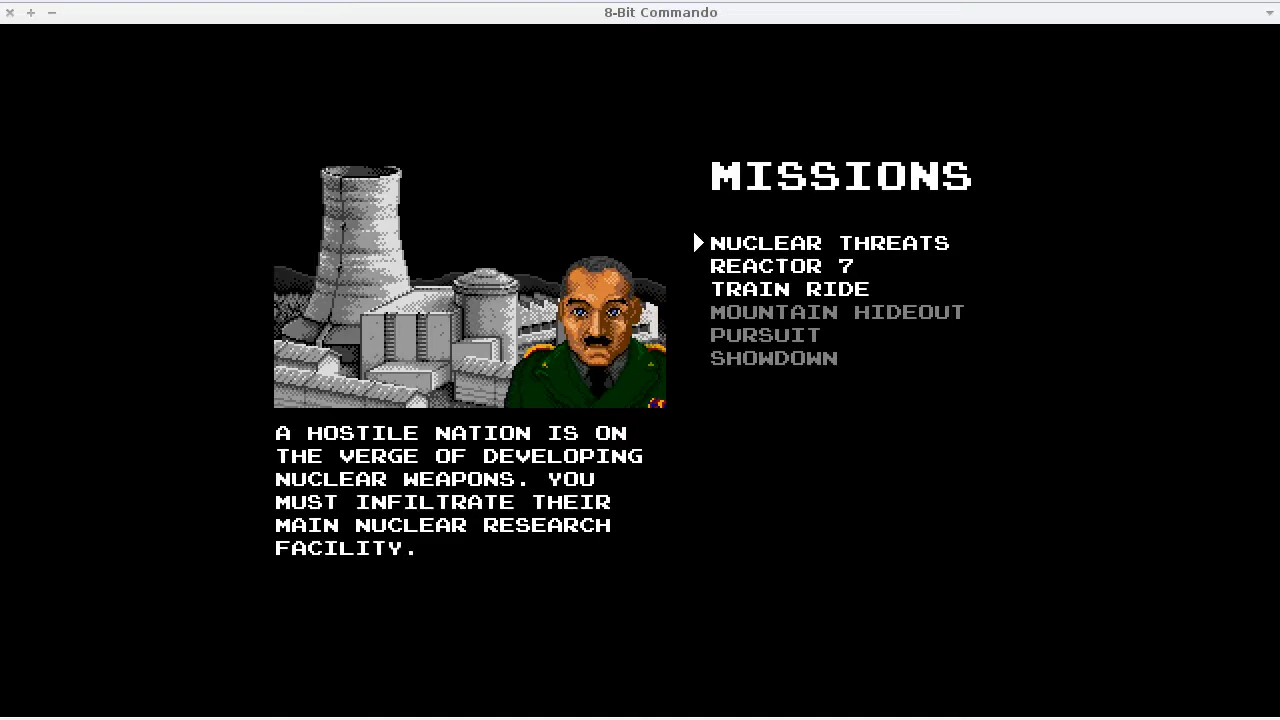 8-Bit Commando
MISSIONS
NUCLEAR THREATS
REACTOR 7
TRAIN RIDE
MOUNTAIN HIDEOUT
PURSUIT
SHOWDOWN
A HOSTILE NATION IS ON
THE VERGE OF DEVELOPING
NUCLEAR WEAPONS. YOU
MUST INFILTRATE THEIR
MAIN NUCLEAR RESEARCH
FACILITY.